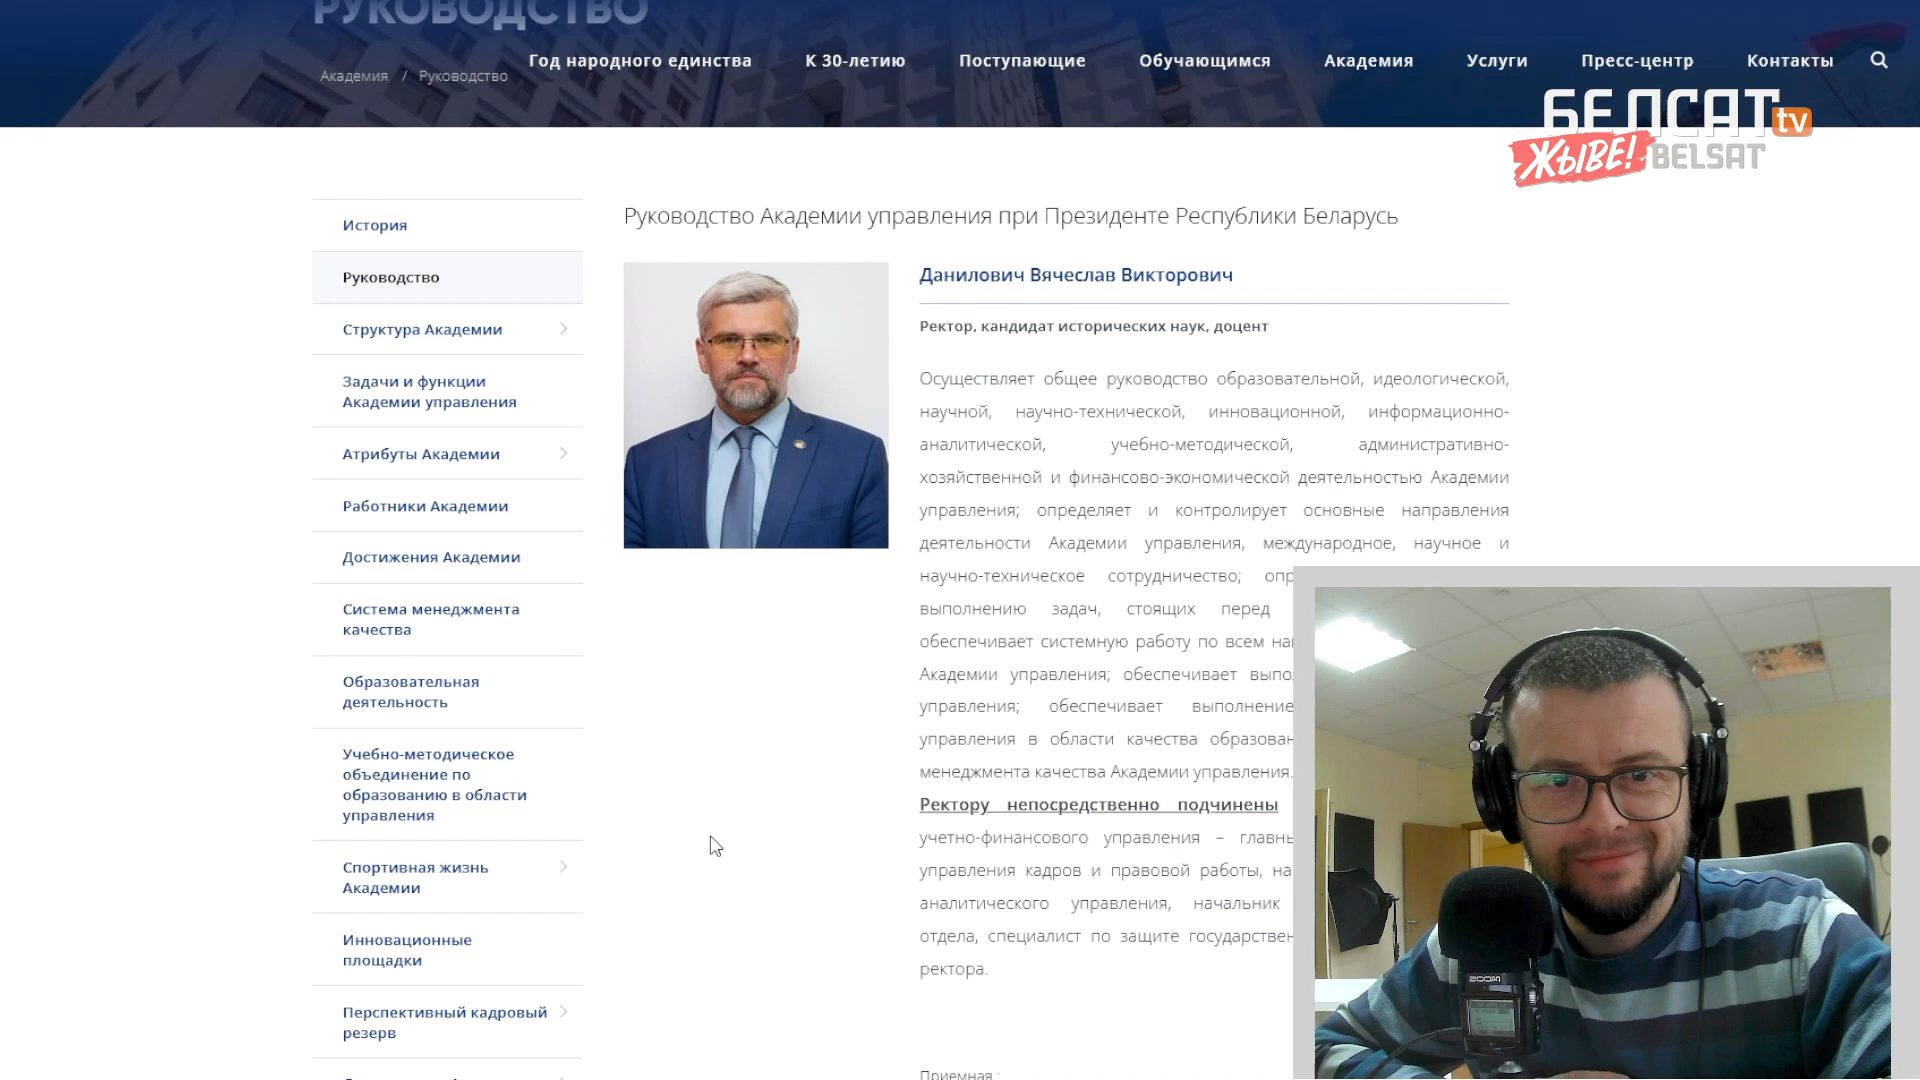 РУКОВОДСТВО
Академия / Руководство
Год народного единства К 30-летию Поступающие Обучающимся Академия Услуги Пресс-центр Контакты
БЕЛСАТ tv
ЖЫВЕ! BELSAT
История
Руководство
Структура Академии
Задачи и функции
Академии управления
Атрибуты Академии
Работники Академии
Достижения Академии
Система менеджмента
качества
Образовательная
деятельность
Учебно-методическое
объединение по
образованию в области
управления
Спортивная жизнь
Академии
Инновационные
площадки
Перспективный кадровый
резерв
Руководство Академии управления при Президенте Республики Беларусь
Данилович Вячеслав Викторович
Ректор, кандидат исторических наук, доцент
Осуществляет общее руководство образовательной, идеологической,
научной, научно-технической, инновационной, информационно-
аналитической, учебно-методической, административно-
хозяйственной и финансово-экономической деятельностью Академии
управления; определяет и контролирует основные направления
деятельности Академии управления, международное, научное и
научно-техническое сотрудничество; опр
выполнению задач, стоящих перед
обеспечивает системную работу по всем на
Академии управления; обеспечивает выпо
управления; обеспечивает выполнение
управления в области качества образован
менеджмента качества Академии управления.
Ректору непосредственно подчинены
учетно-финансового управления – главны
управления кадров и правовой работы, на
аналитического управления, начальник
отдела, специалист по защите государствен
ректора.
Приемная :
ZOOM